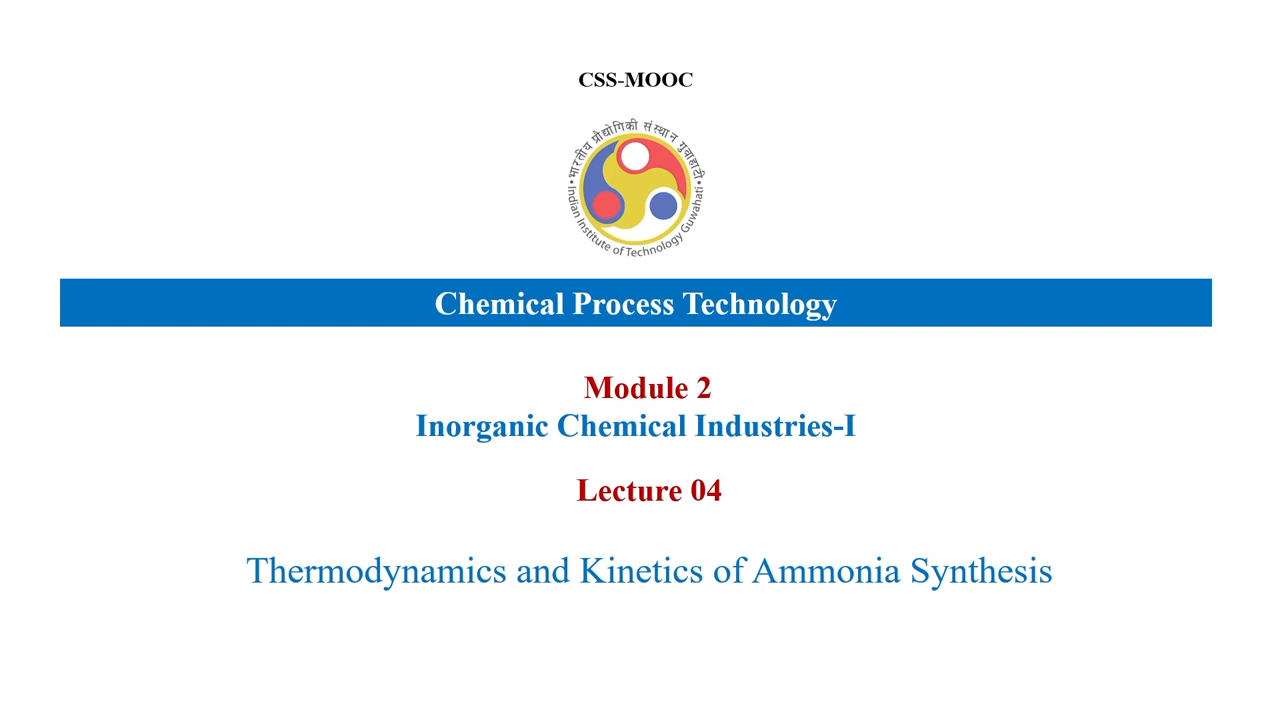 CSS-MOOC
भारतीय प्रौद्योगिकी संस्थान गुवाहाटी
Indian Institute of Technology Guwahati
Chemical Process Technology
Module 2
Inorganic Chemical Industries-I
Lecture 04
Thermodynamics and Kinetics of Ammonia Synthesis